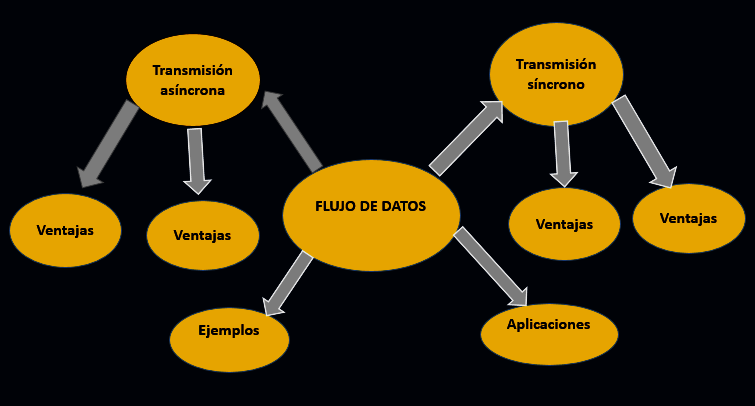 Transmisión
asíncrona
Transmisión
síncrono
Ventajas
Ventajas
FLUJO DE DATOS
Ventajas
Ventajas
Ejemplos
Aplicaciones